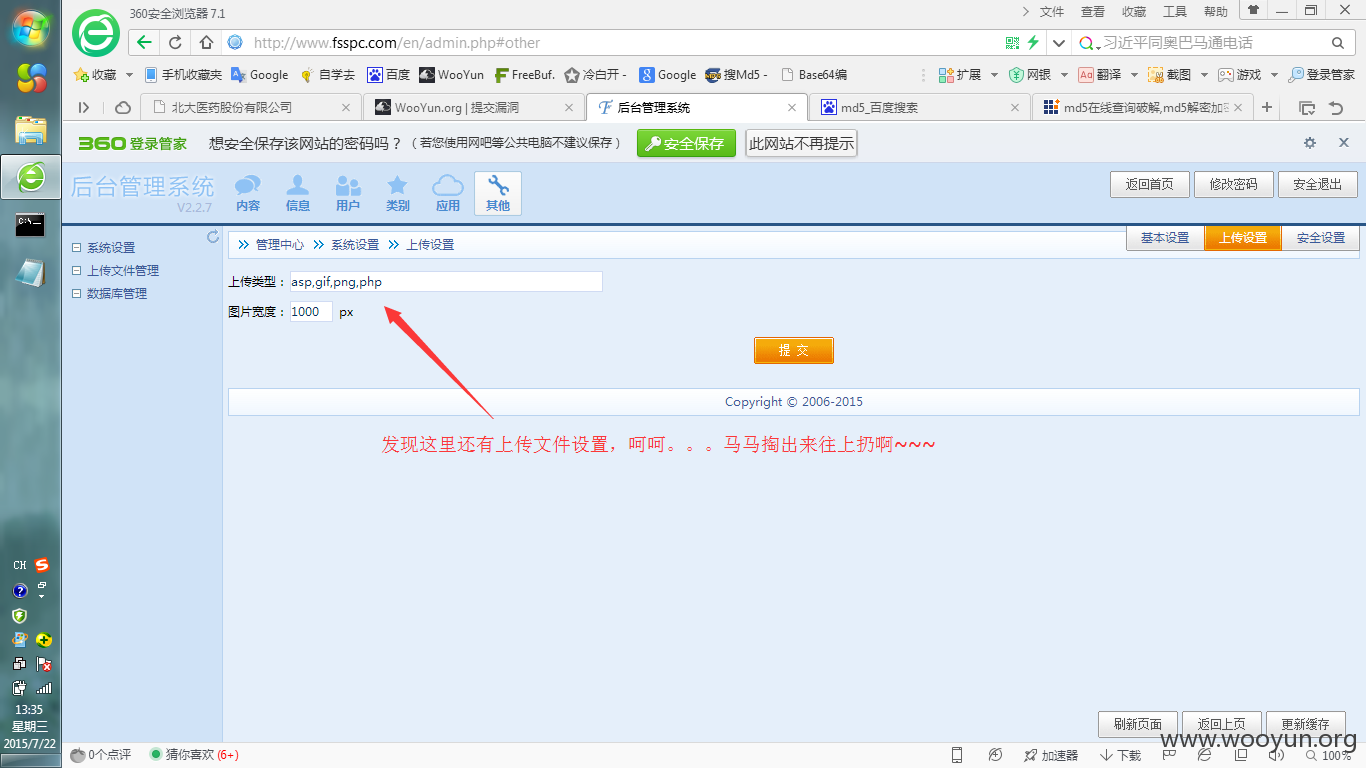 360安全浏览器 7.1
文件 查看 收藏 工具 帮助
http://www.fsspc.com/en/admin.php#other
习近平同奥巴马通电话
收藏 手机收藏夹 Google 自学去 百度 WooYun FreeBuf. 冷白开 - Google 搜Md5 - Base64编 扩展 网银 翻译 截图 游戏 登录管家
北大医药股份有限公司 WooYun.org | 提交漏洞 后台管理系统 md5_百度搜索 md5在线查询破解,md5解密加密
360 登录管家 想安全保存该网站的密码吗？（若您使用网吧等公共电脑不建议保存） 安全保存 此网站不再提示
后台管理系统
V2.2.7
内容 信息 用户 类别 应用 其他
返回首页 修改密码 安全退出
系统设置
上传文件管理
数据库管理
管理中心 系统设置 上传设置
基本设置 上传设置 安全设置
上传类型：asp,gif,png,php
图片宽度：1000 px
提 交
Copyright © 2006-2015
发现这里还有上传文件设置，呵呵。。。马马掏出来往上扔啊~~~
CH
13:35
星期三
2015/7/22
刷新页面 返回上页 更新缓存
www.wooyun.org
0个点评 猜你喜欢 (6+)
加速器 下载 100%